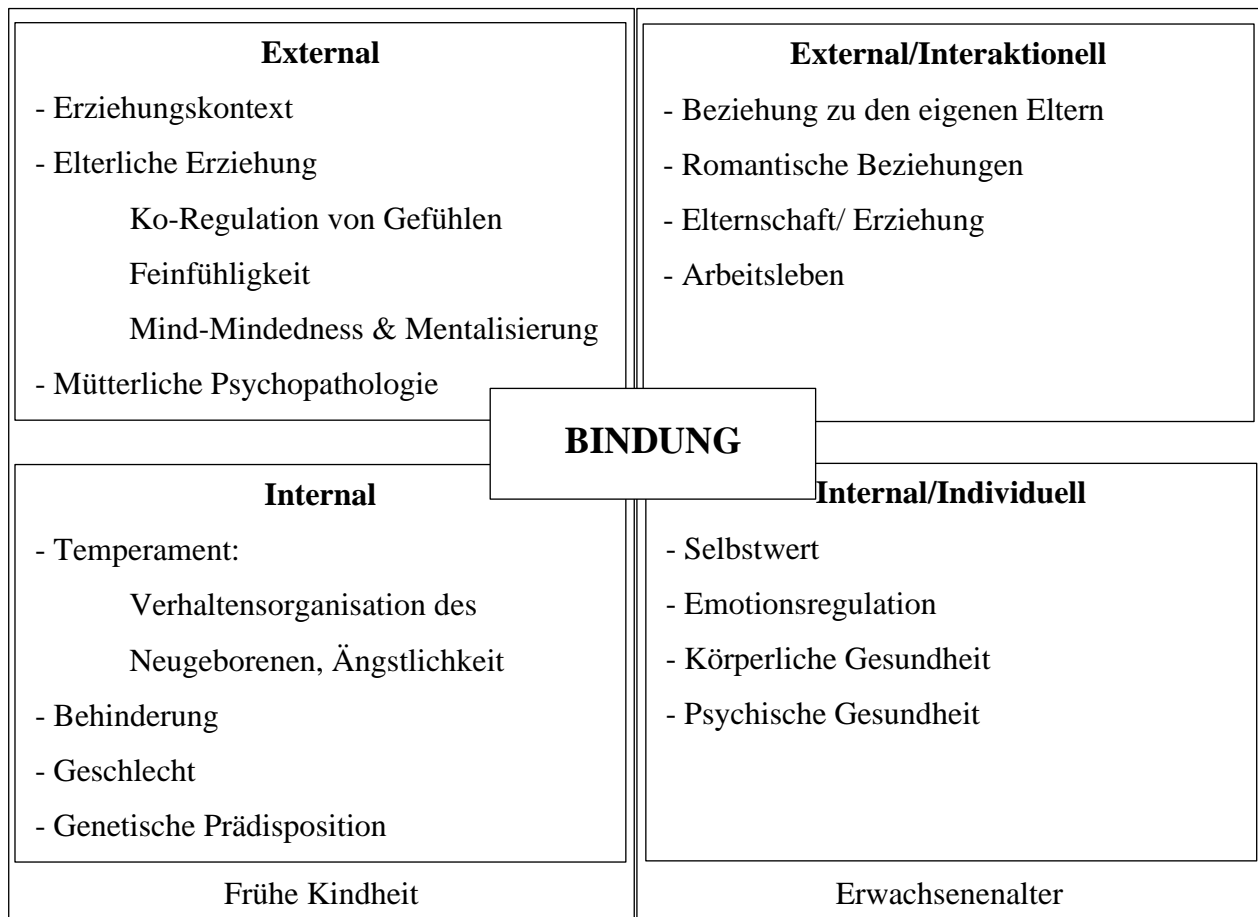 External
- Erziehungskontext
- Elterliche Erziehung
Ko-Regulation von Gefühlen
Feinfühligkeit
Mind-Mindedness & Mentalisierung
- Mütterliche Psychopathologie
External/Interaktionell
- Beziehung zu den eigenen Eltern
- Romantische Beziehungen
- Elternschaft/ Erziehung
- Arbeitsleben
BINDUNG
Internal
- Temperament:
Verhaltensorganisation des
Neugeborenen, Ängstlichkeit
- Behinderung
- Geschlecht
- Genetische Prädisposition
Internal/Individuell
- Selbstwert
- Emotionsregulation
- Körperliche Gesundheit
- Psychische Gesundheit
Frühe Kindheit
Erwachsenenalter